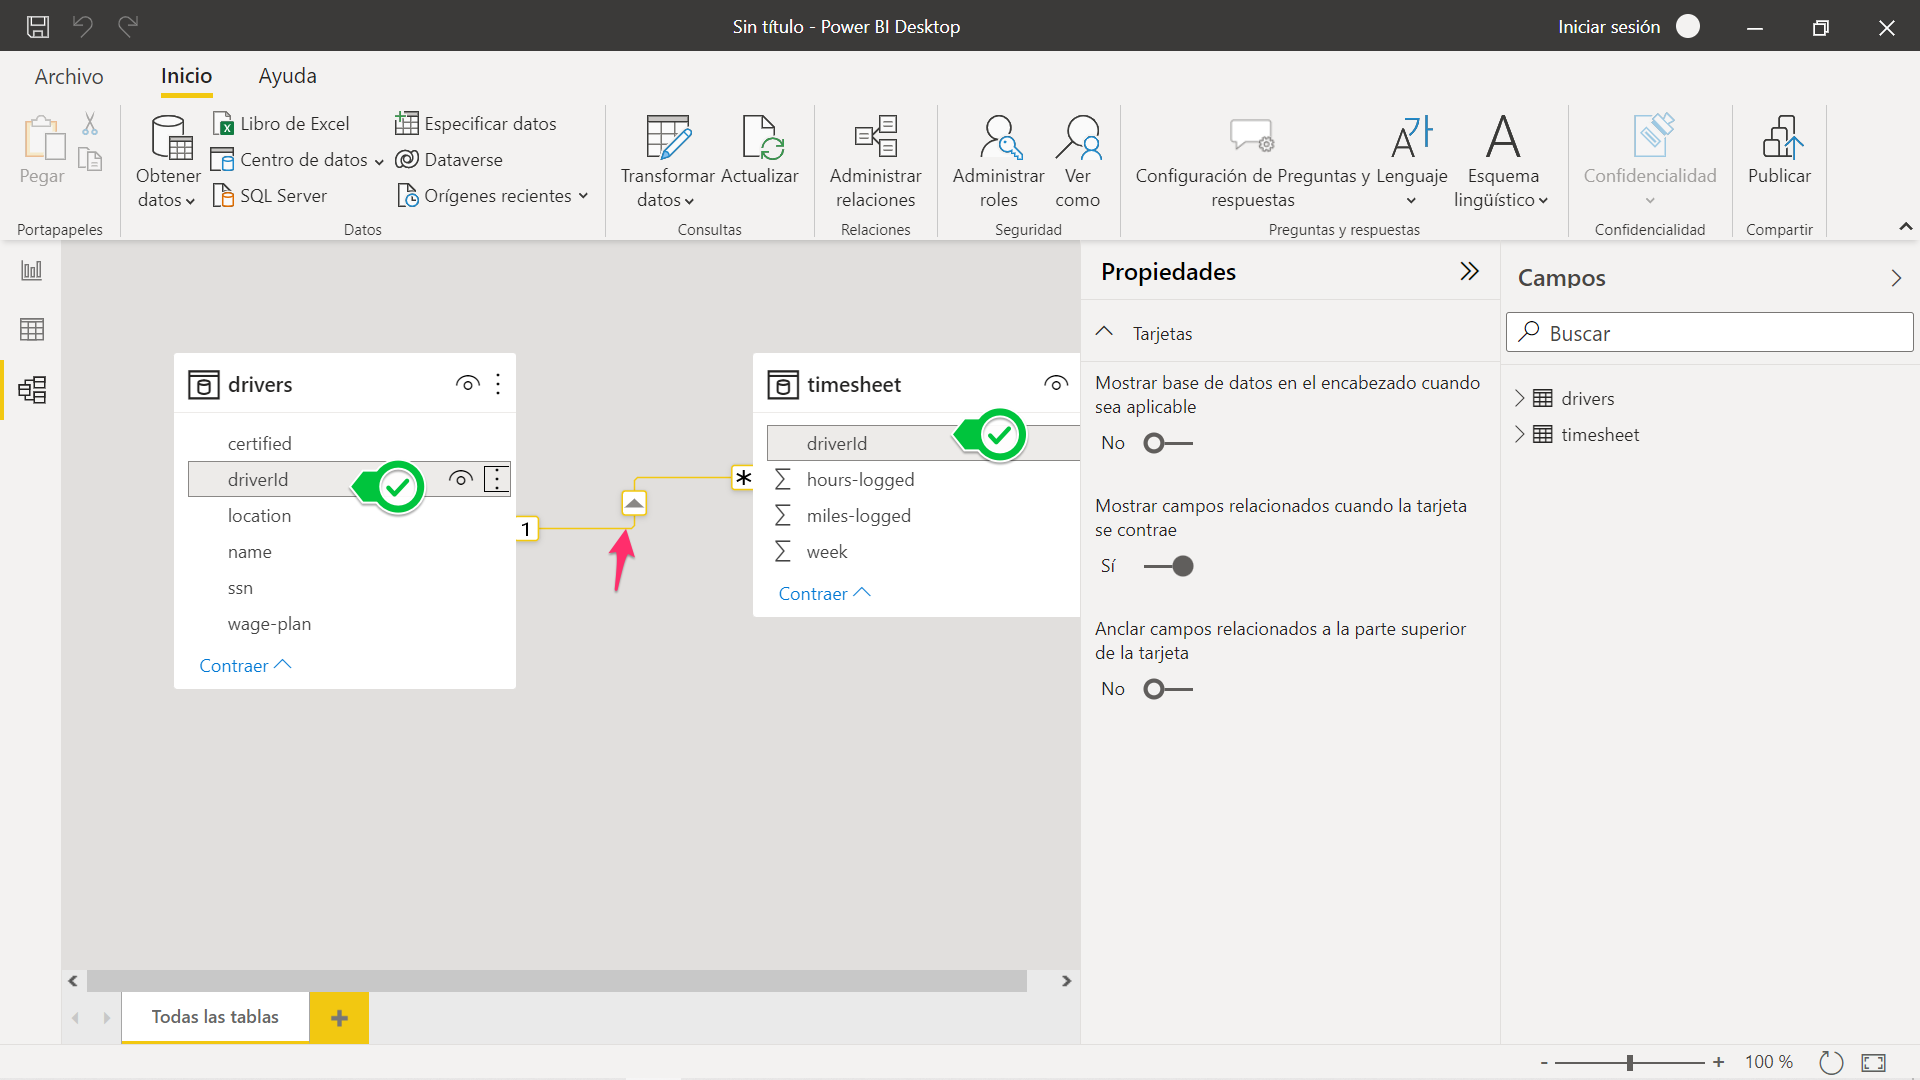 Sin título - Power BI Desktop
Iniciar sesión
Archivo
Inicio
Ayuda
Pegar
Portapapeles
Obtener
datos
Libro de Excel
Centro de datos
SQL Server
Especificar datos
Dataverse
Orígenes recientes
Datos
Transformar
datos
Actualizar
Consultas
Administrar
relaciones
Relaciones
Administrar
roles
Ver
como
Seguridad
Configuración de Preguntas y
respuestas
Lenguaje
Esquema
lingüístico
Preguntas y respuestas
Confidencialidad
Confidencialidad
Publicar
Compartir
drivers
certified
driverId
location
name
ssn
wage-plan
Contraer
1
*
timesheet
driverId
hours-logged
miles-logged
week
Contraer
Propiedades
Tarjetas
Mostrar base de datos en el encabezado cuando
sea aplicable
No
Mostrar campos relacionados cuando la tarjeta
se contrae
Sí
Anclar campos relacionados a la parte superior
de la tarjeta
No
Campos
Buscar
drivers
timesheet
Todas las tablas
- + 100 %